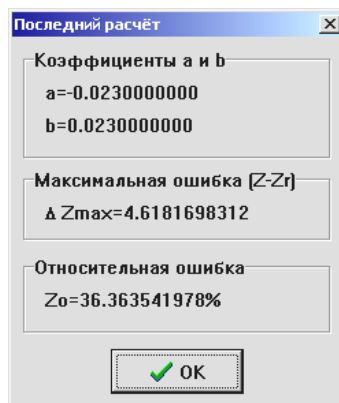 Последний расчёт
Коэффициенты a и b
a=-0.0230000000
b=0.0230000000
Максимальная ошибка (Z-Zr)
Δ Zmax=4.6181698312
Относительная ошибка
Zo=36.363541978%
OK